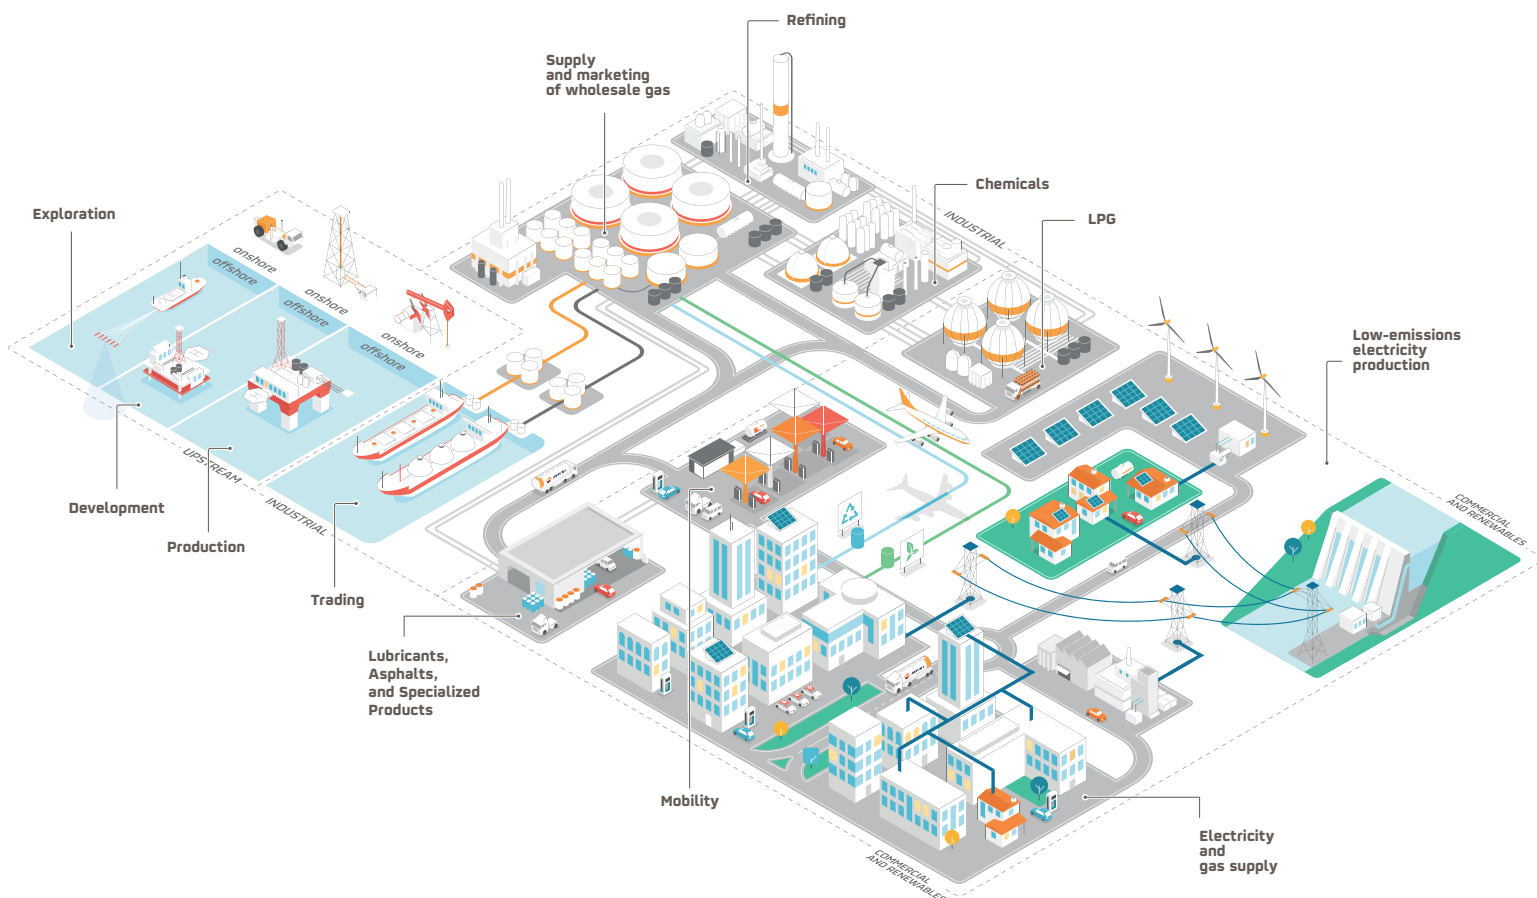 Refining
Supply
and marketing
of wholesale gas
Chemicals
LPG
INDUSTRIAL
Exploration
onshore
offshore
onshore
offshore
onshore
offshore
Low-emissions
electricity
production
UPSTREAM
INDUSTRIAL
Development
Production
Trading
COMMERCIAL
AND RENEWABLES
Lubricants,
Asphalts,
and Specialized
Products
Mobility
Electricity
and
gas supply
COMMERCIAL
AND RENEWABLES